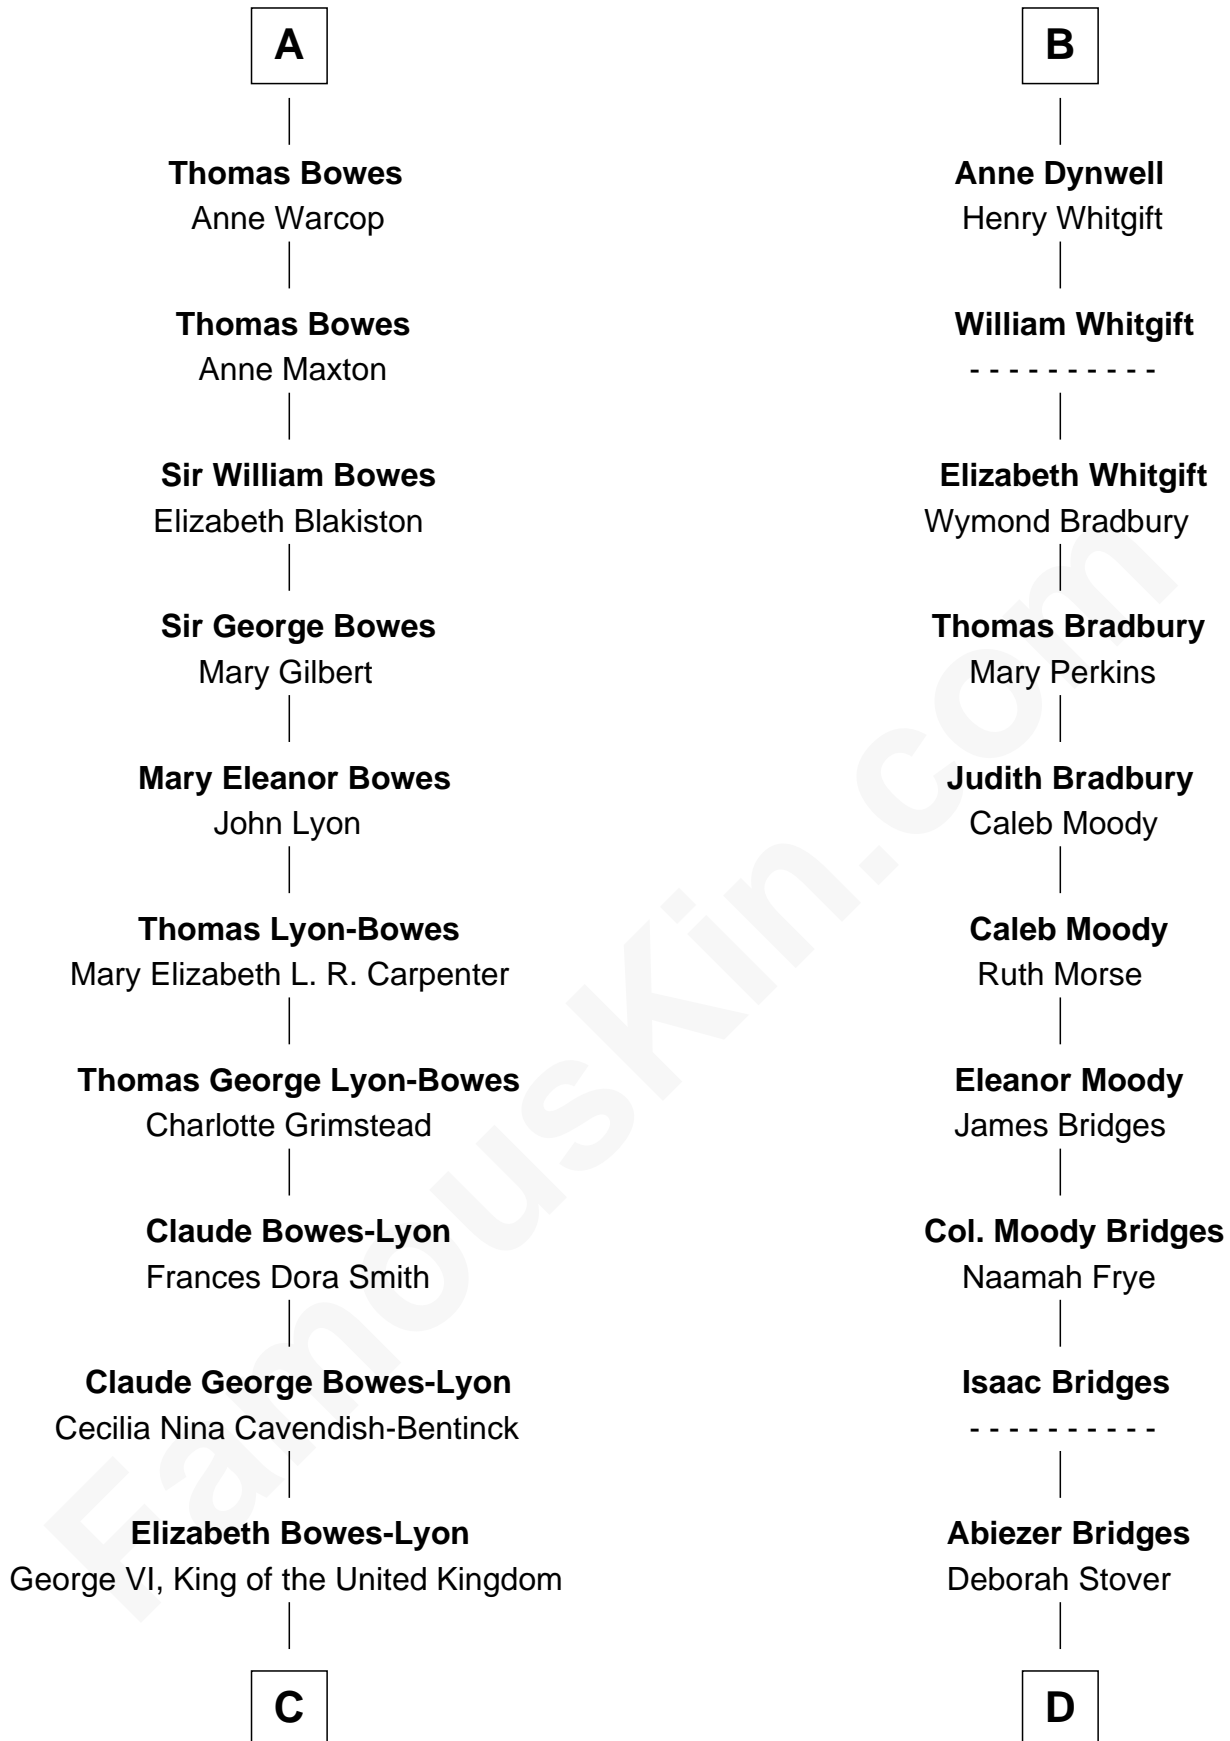 A
Thomas Bowes
Anne Warcop
Thomas Bowes
Anne Maxton
Sir William Bowes
Elizabeth Blakiston
Sir George Bowes
Mary Gilbert
Mary Eleanor Bowes
John Lyon
Thomas Lyon-Bowes
Mary Elizabeth L. R. Carpenter
Thomas George Lyon-Bowes
Charlotte Grimstead
Claude Bowes-Lyon
Frances Dora Smith
Claude George Bowes-Lyon
Cecilia Nina Cavendish-Bentinck
Elizabeth Bowes-Lyon
George VI, King of the United Kingdom
C
B
Anne Dynwell
Henry Whitgift
William Whitgift
- - - - - - - - - -
Elizabeth Whitgift
Wymond Bradbury
Thomas Bradbury
Mary Perkins
Judith Bradbury
Caleb Moody
Caleb Moody
Ruth Morse
Eleanor Moody
James Bridges
Col. Moody Bridges
Naamah Frye
Isaac Bridges
- - - - - - - - - -
Abiezer Bridges
Deborah Stover
D
FamousKin.com